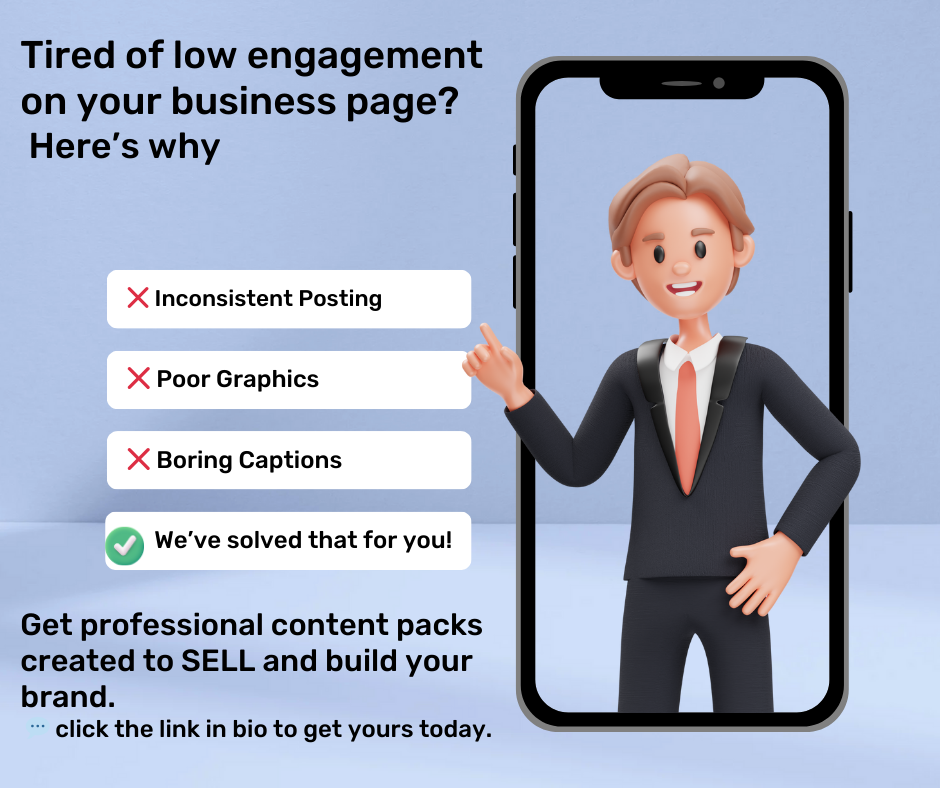 Tired of low engagement
on your business page?
Here’s why
❌ Inconsistent Posting
❌ Poor Graphics
❌ Boring Captions
✅ We’ve solved that for you!
Get professional content packs
created to SELL and build your
brand.
click the link in bio to get yours today.